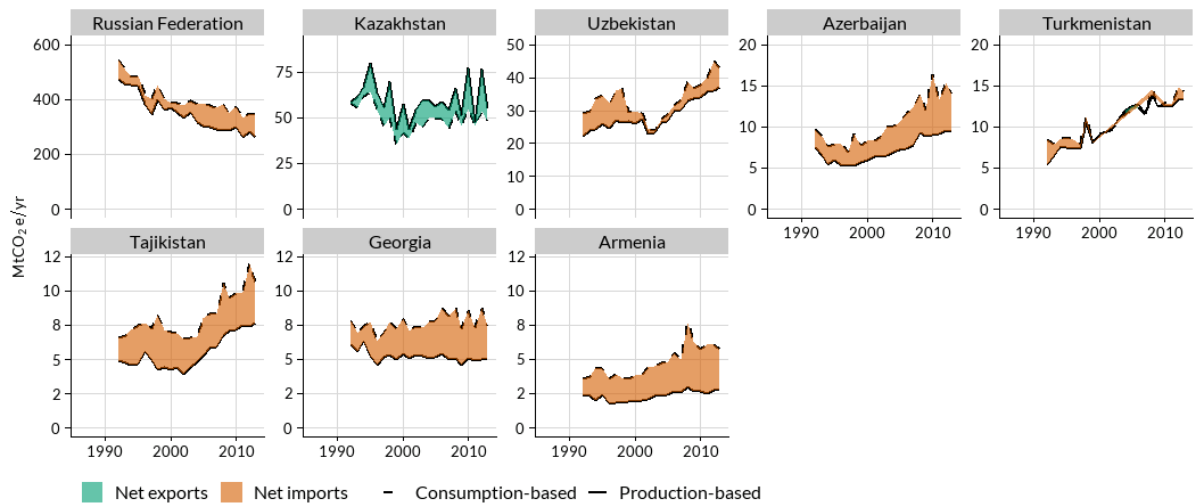 MtCO2 e/yr
Russian Federation
600
400
200
0
Kazakhstan
75
50
25
0
Uzbekistan
50
40
30
20
10
0
Azerbaijan
20
15
10
5
0
1990 2000 2010
Turkmenistan
20
15
10
5
0
1990 2000 2010
Tajikistan
12
10
8
5
2
0
1990 2000 2010
Georgia
12
10
8
5
2
0
1990 2000 2010
Armenia
12
10
8
5
2
0
1990 2000 2010
Net exports Net imports Consumption-based Production-based